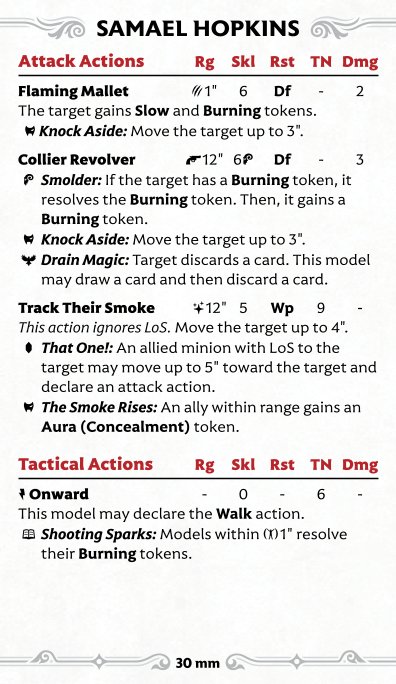 SAMAEL HOPKINS
Attack Actions Rg Skl Rst TN Dmg
Flaming Mallet 1" 6 Df - 2
The target gains Slow and Burning tokens.
Knock Aside: Move the target up to 3".
Collier Revolver 12" 6 Df - 3
Smolder: If the target has a Burning token, it
resolves the Burning token. Then, it gains a
Burning token.
Knock Aside: Move the target up to 3".
Drain Magic: Target discards a card. This model
may draw a card and then discard a card.
Track Their Smoke 12" 5 Wp 9 -
This action ignores LoS. Move the target up to 4".
That One!: An allied minion with LoS to the
target may move up to 5" toward the target and
declare an attack action.
The Smoke Rises: An ally within range gains an
Aura (Concealment) token.
Tactical Actions Rg Skl Rst TN Dmg
Onward - 0 - 6 -
This model may declare the Walk action.
Shooting Sparks: Models within 1" resolve
their Burning tokens.
30 mm